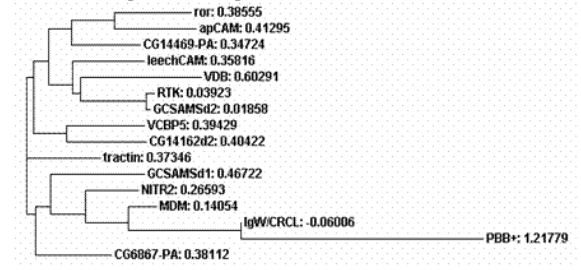 ror: 0.38555
apCAM: 0.41295
CG14469-PA: 0.34724
leechCAM: 0.35816
VDB: 0.60291
RTK: 0.03923
GCSAMSd2: 0.01858
VCBP5: 0.39429
CG14162d2: 0.40422
tractin: 0.37346
GCSAMSd1: 0.46722
NITR2: 0.26593
MDM: 0.14054
IgW/CRCL: -0.06006
PBB+: 1.21779
CG6867-PA: 0.38112